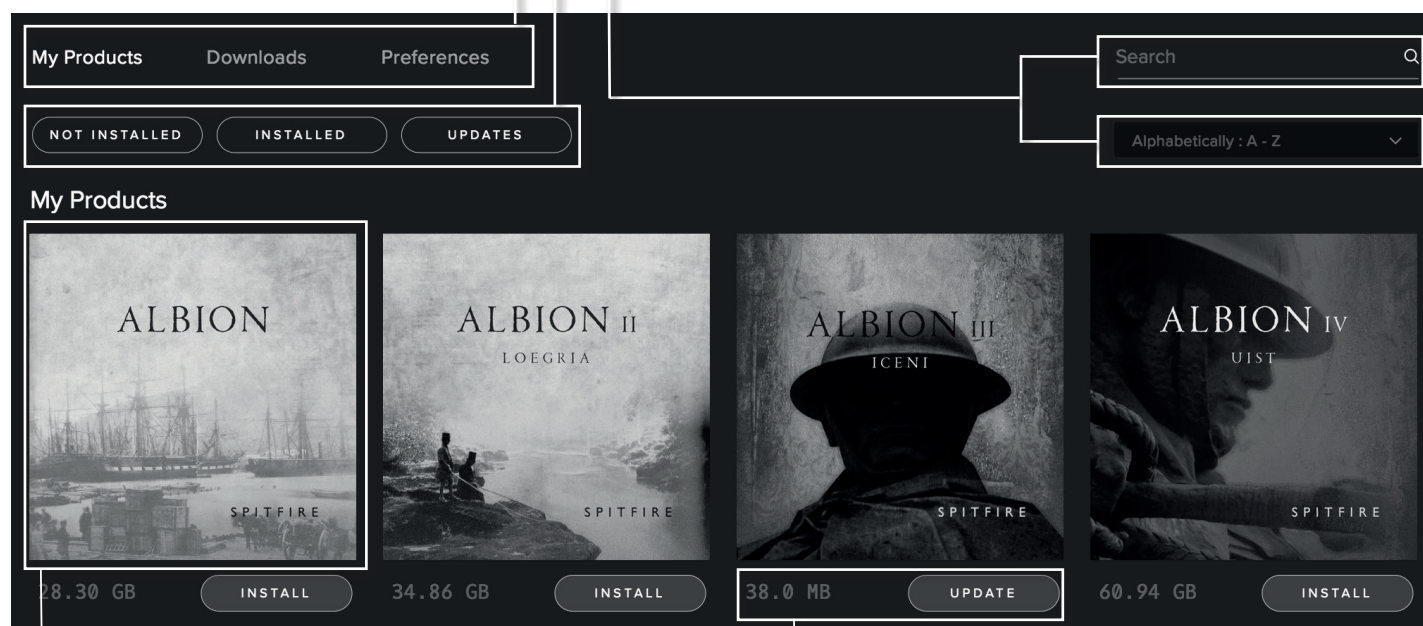 My Products Downloads Preferences
Search
NOT INSTALLED INSTALLED UPDATES
Alphabetically : A - Z
My Products
ALBION
SPITFIRE
ALBION II
LOEGRIA
SPITFIRE
ALBION III
ICENI
SPITFIRE
ALBION IV
UIST
SPITFIRE
28.30 GB INSTALL
34.86 GB INSTALL
38.0 MB UPDATE
60.94 GB INSTALL